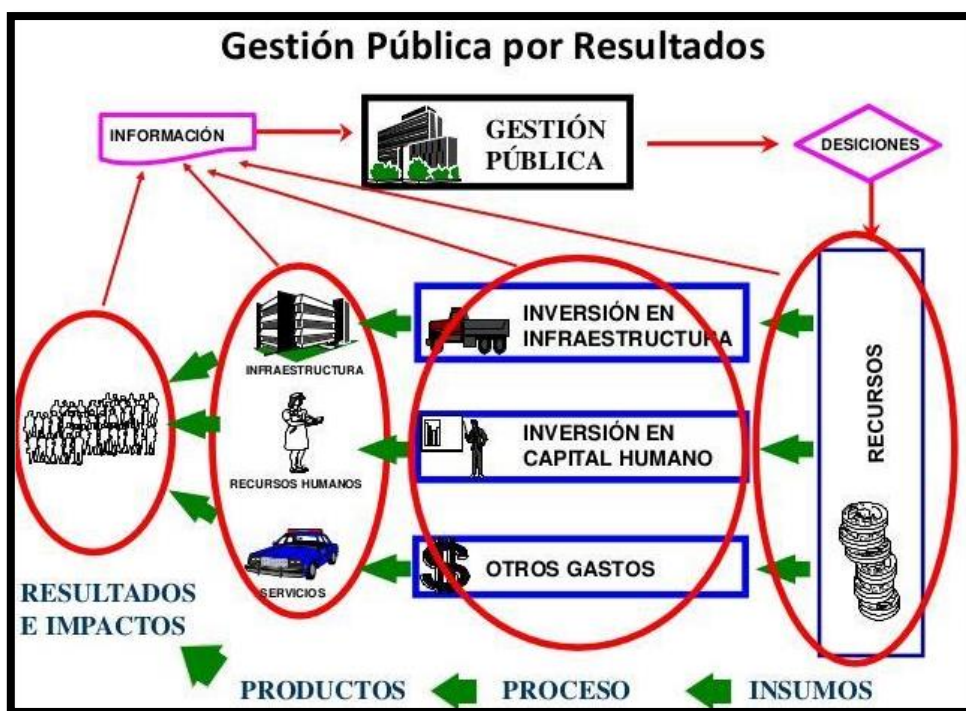 Gestión Pública por Resultados
INFORMACIÓN
GESTIÓN
PÚBLICA
DESICIONES
INVERSIÓN EN
INFRAESTRUCTURA
INFRAESTRUCTURA
INVERSIÓN EN
CAPITAL HUMANO
RECURSOS HUMANOS
RECURSOS
OTROS GASTOS
SERVICIOS
RESULTADOS
E IMPACTOS
PRODUCTOS
PROCESO
INSUMOS